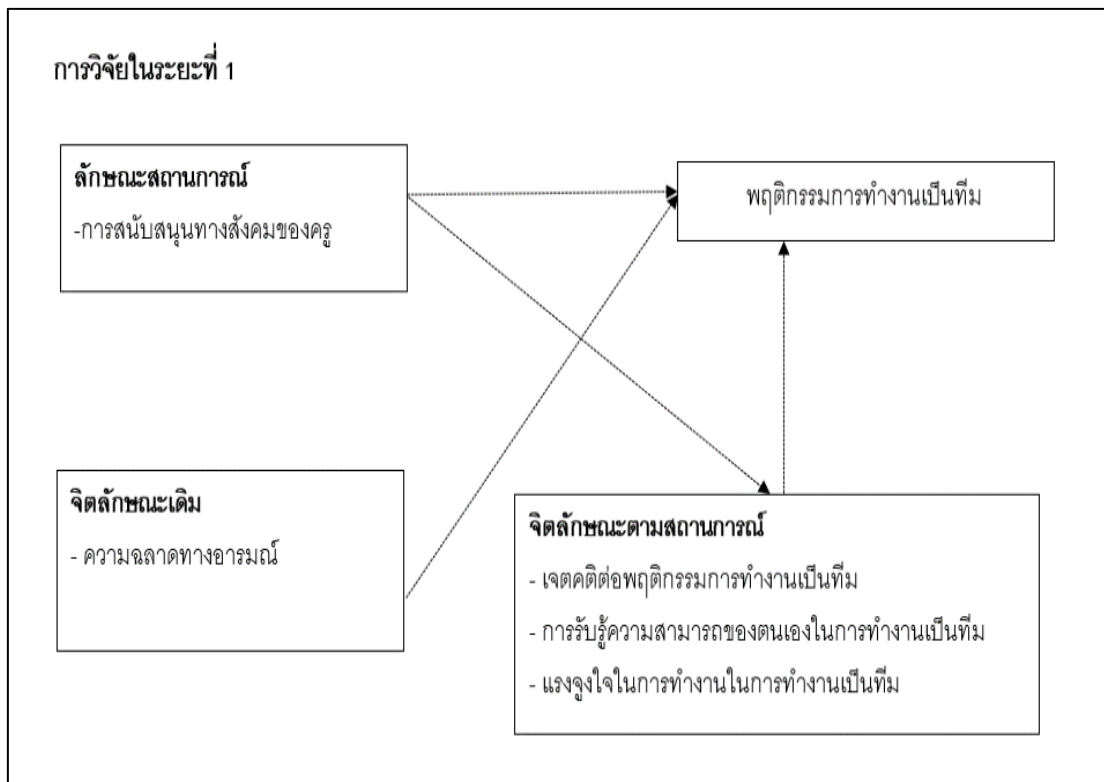 การวิจัยในระยะที่ 1
ลักษณะสถานการณ์
-การสนับสนุนทางสังคมของครู
พฤติกรรมการทำงานเป็นทีม
จิตลักษณะเดิม
- ความฉลาดทางอารมณ์
จิตลักษณะตามสถานการณ์
- เจตคติต่อพฤติกรรมการทำงานเป็นทีม
- การรับรู้ความสามารถของตนเองในการทำงานเป็นทีม
- แรงจูงใจในการทำงานในการทำงานเป็นทีม